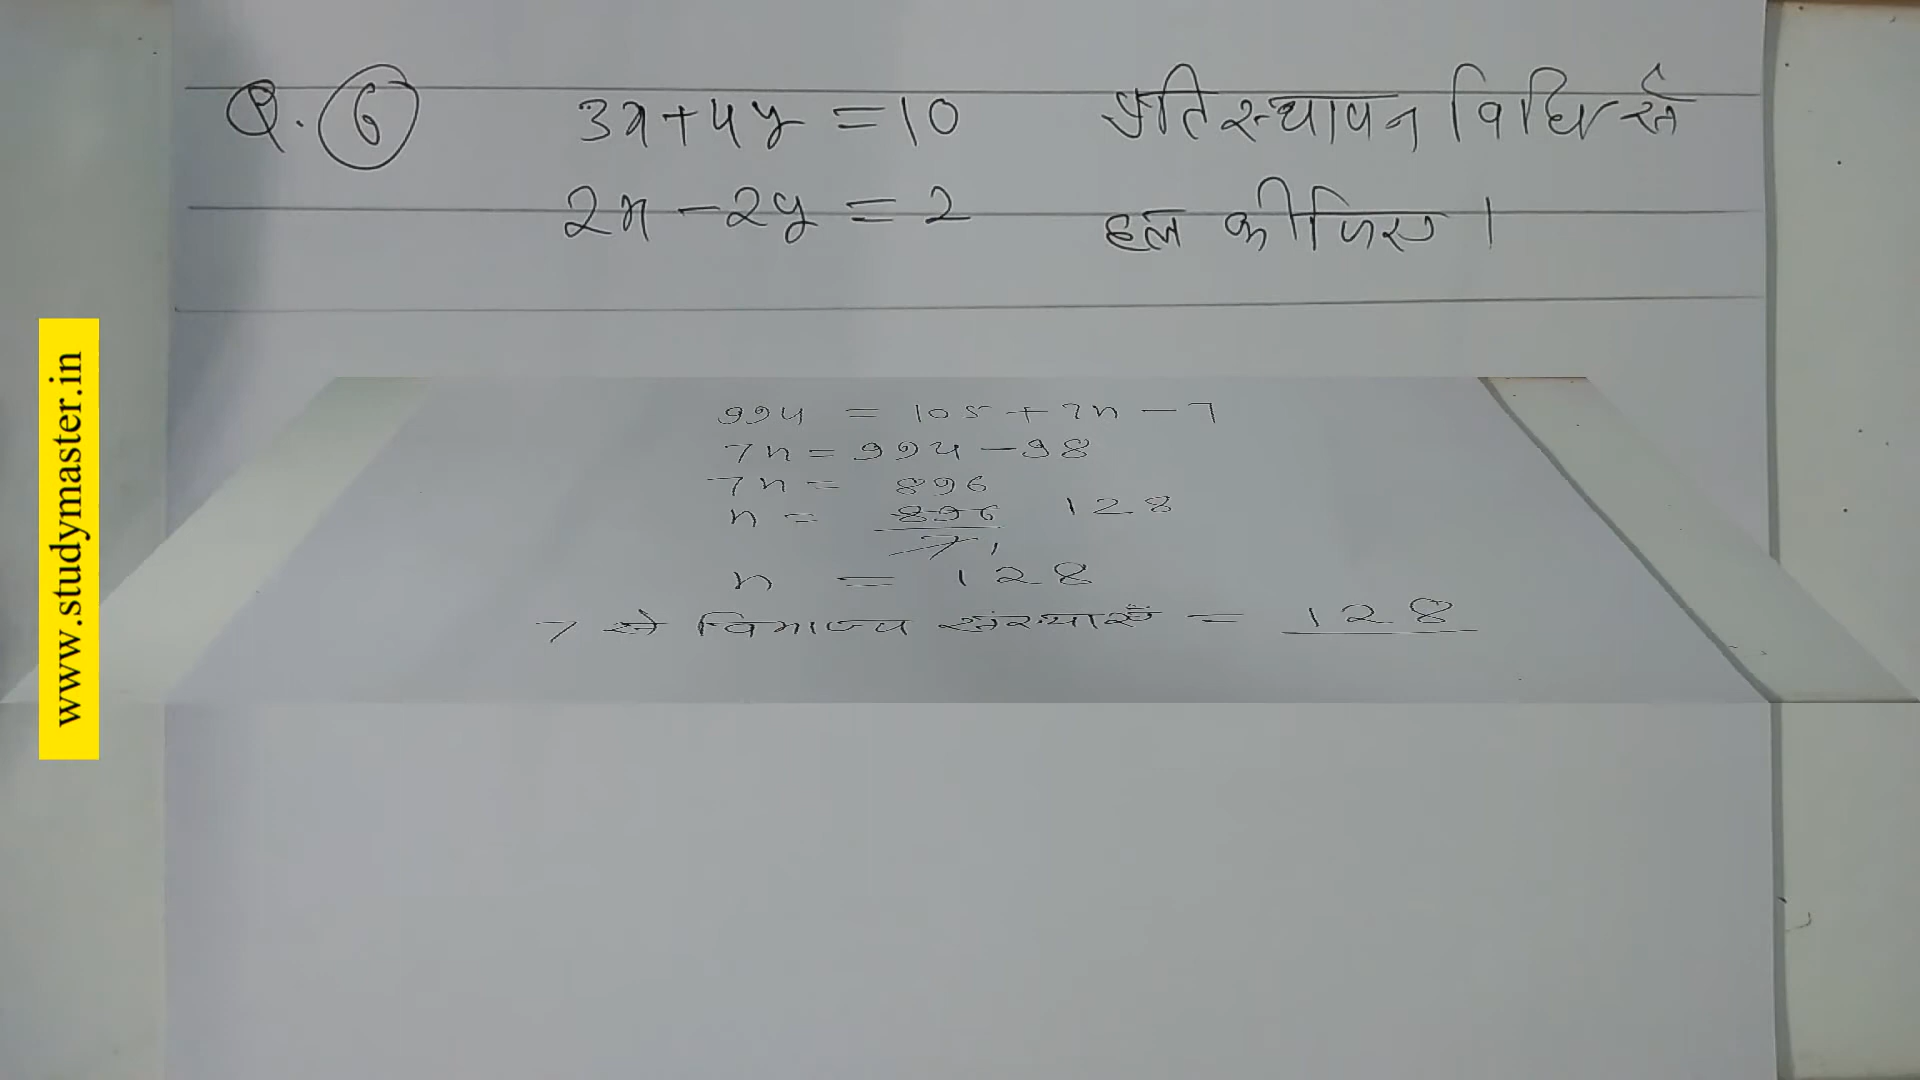 Q. 6 3x+4y = 10 प्रतिस्थापन विधि से
2x - 2y = 2 हल कीजिए।
994 = 105 + 7n - 7
7n = 994 - 98
7n = 896
n = 896/7 128
n = 128
7 से विभाज्य संख्याएँ = 128
www.studymaster.in